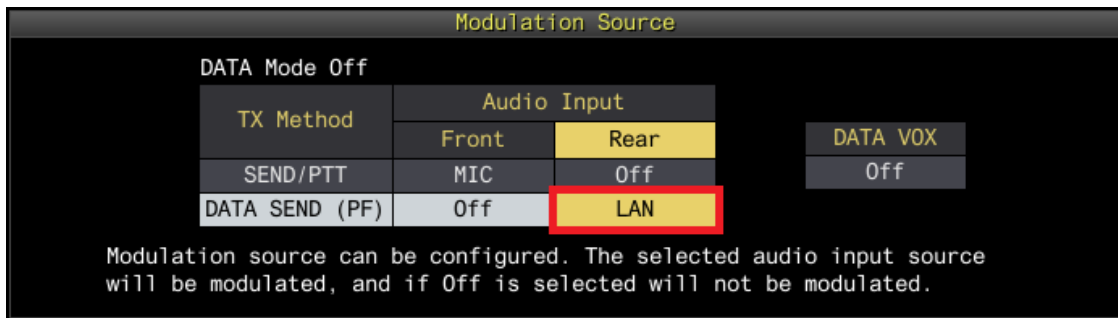 Modulation Source
DATA Mode Off
TX Method
Audio Input
Front
Rear
DATA VOX
SEND/PTT
MIC
Off
Off
DATA SEND (PF)
Off
LAN
Modulation source can be configured. The selected audio input source
will be modulated, and if Off is selected will not be modulated.